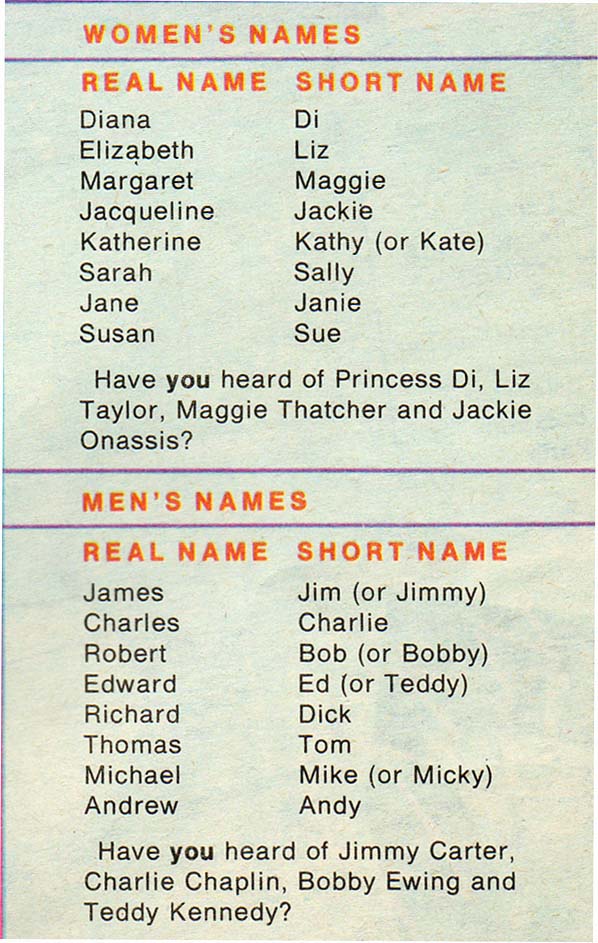 WOMEN'S NAMES
REAL NAME SHORT NAME
Diana Di
Elizabeth Liz
Margaret Maggie
Jacqueline Jackie
Katherine Kathy (or Kate)
Sarah Sally
Jane Janie
Susan Sue
Have you heard of Princess Di, Liz
Taylor, Maggie Thatcher and Jackie
Onassis?
MEN'S NAMES
REAL NAME SHORT NAME
James Jim (or Jimmy)
Charles Charlie
Robert Bob (or Bobby)
Edward Ed (or Teddy)
Richard Dick
Thomas Tom
Michael Mike (or Micky)
Andrew Andy
Have you heard of Jimmy Carter,
Charlie Chaplin, Bobby Ewing and
Teddy Kennedy?